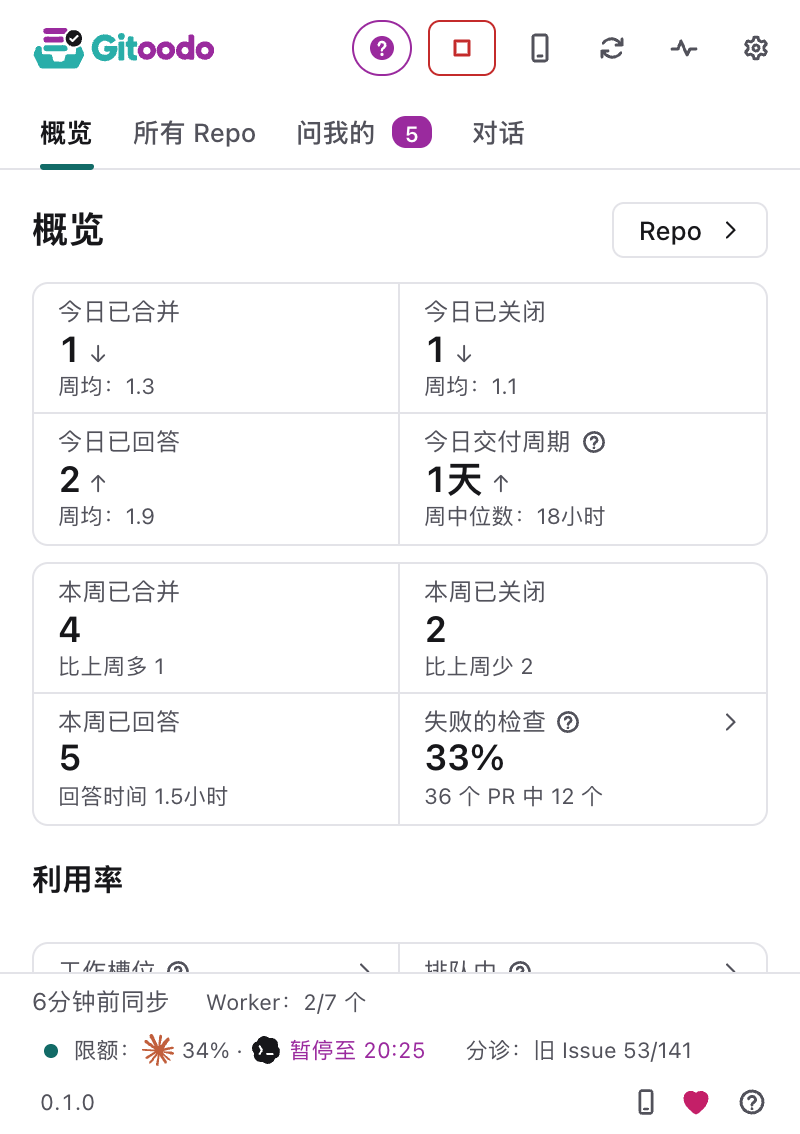 Gitoodo
概览 所有 Repo 问我的 5 对话
概览
Repo
今日已合并
1 ↓
周均：1.3
今日已关闭
1 ↓
周均：1.1
今日已回答
2 ↑
周均：1.9
今日交付周期
1天 ↑
周中位数：18小时
本周已合并
4
比上周多 1
本周已关闭
2
比上周少 2
本周已回答
5
回答时间 1.5小时
失败的检查
33%
36 个 PR 中 12 个
利用率
工作槽位
排队中
6分钟前同步 Worker：2/7 个
限额： 34% · 暂停至 20:25 分诊：旧 Issue 53/141
0.1.0